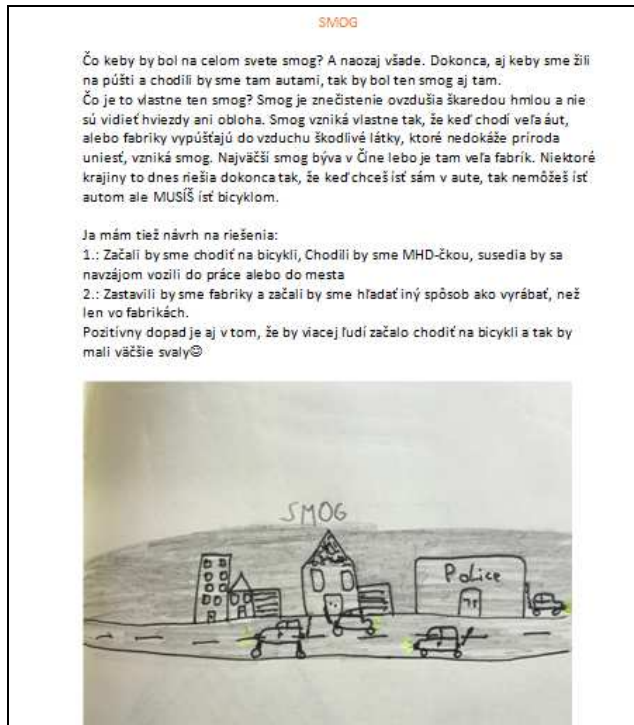 SMOG
Čo keby by bol na celom svete smog? A naozaj všade. Dokonca, aj keby sme žili
na púšti a chodili by sme tam autami, tak by bol ten smog aj tam.
Čo je to vlastne ten smog? Smog je znečistenie ovzdušia škaredou hmlou a nie
sú vidieť hviezdy ani obloha. Smog vzniká vlastne tak, že keď chodí veľa áut,
alebo fabriky vypúšťajú do vzduchu škodlivé látky, ktoré nedokáže príroda
uniesť, vzniká smog. Najväčší smog býva v Číne lebo je tam veľa fabrík. Niektoré
krajiny to dnes riešia dokonca tak, že keď chceš ísť sám v aute, tak nemôžeš ísť
autom ale MUSÍŠ ísť bicyklom.
Ja mám tiež návrh na riešenia:
1.: Začali by sme chodiť na bicykli, Chodili by sme MHD-čkou, susedia by sa
navzájom vozili do práce alebo do mesta
2.: Zastavili by sme fabriky a začali by sme hľadať iný spôsob ako vyrábať, než
len vo fabrikách.
Pozitívny dopad je aj v tom, že by viacej ľudí začalo chodiť na bicykli a tak by
mali väčšie svaly☺
SMOG
Police